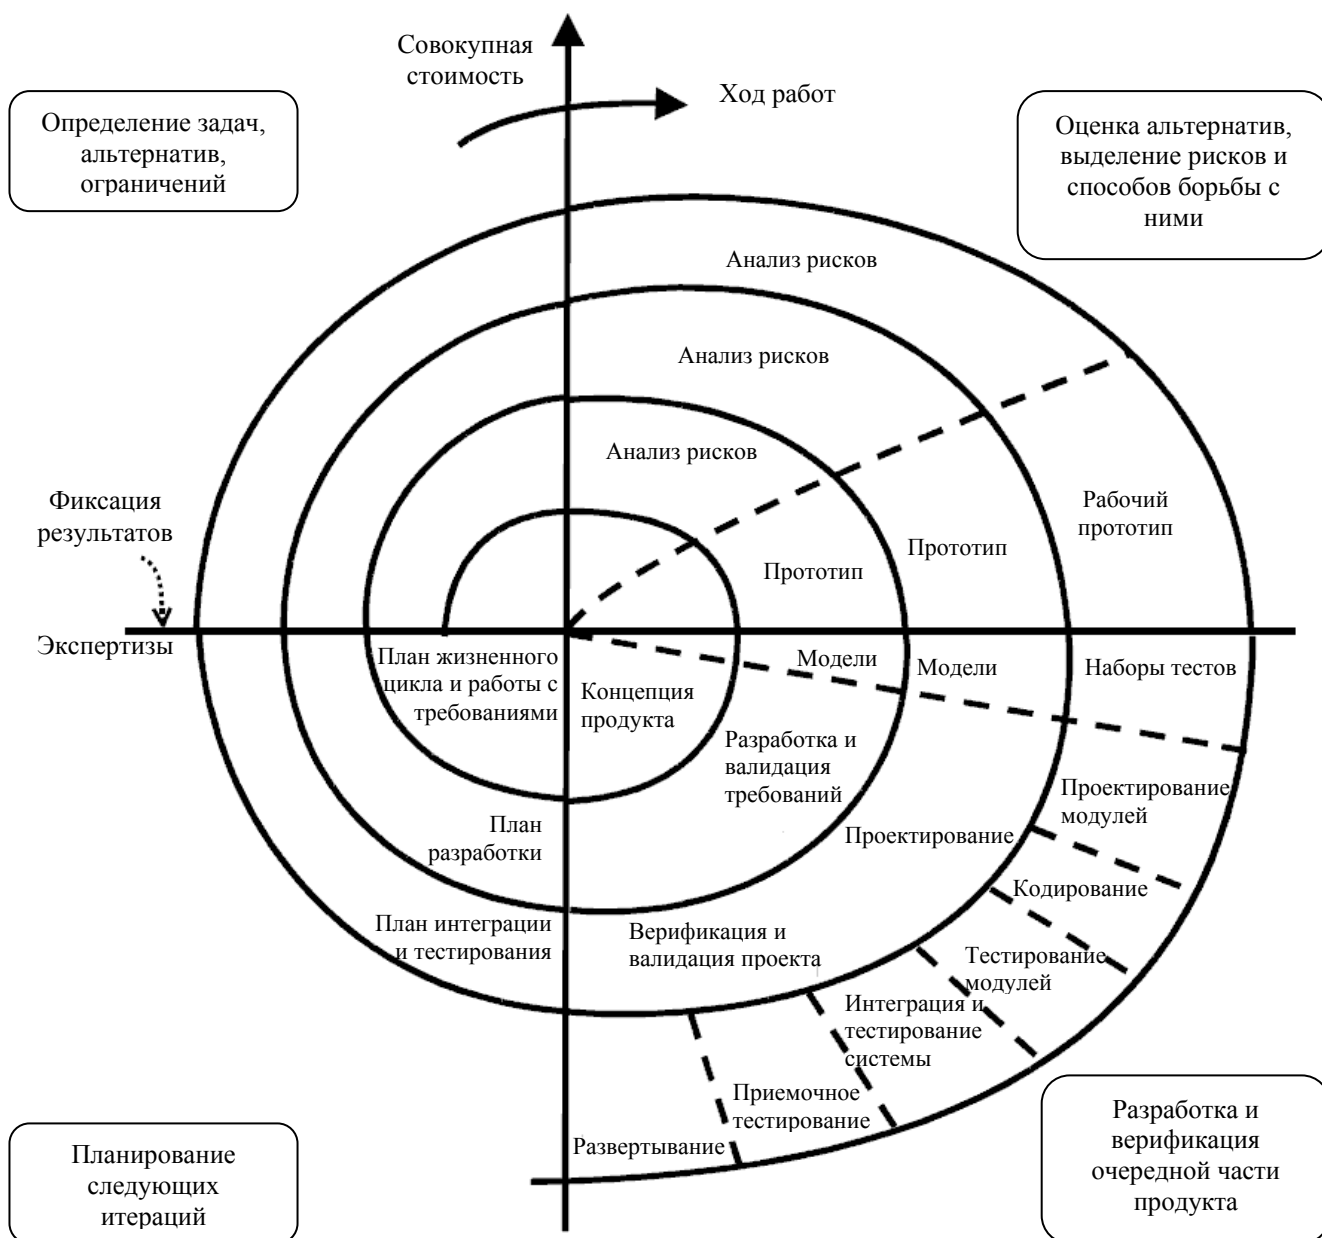 Совокупная
стоимость
Ход работ
Определение задач,
альтернатив,
ограничений
Оценка альтернатив,
выделение рисков и
способов борьбы с
ними
Анализ рисков
Анализ рисков
Анализ рисков
Фиксация
результатов
Рабочий
прототип
Прототип
Прототип
Экспертизы
План жизненного
цикла и работы с
требованиями
Концепция
продукта
Модели
Модели
Наборы тестов
Разработка и
валидация
требований
Проектирование
модулей
План
разработки
Проектирование
Кодирование
План интеграции
и тестирования
Верификация и
валидация проекта
Тестирование
модулей
Интеграция и
тестирование
системы
Приемочное
тестирование
Развертывание
Планирование
следующих
итераций
Разработка и
верификация
очередной части
продукта